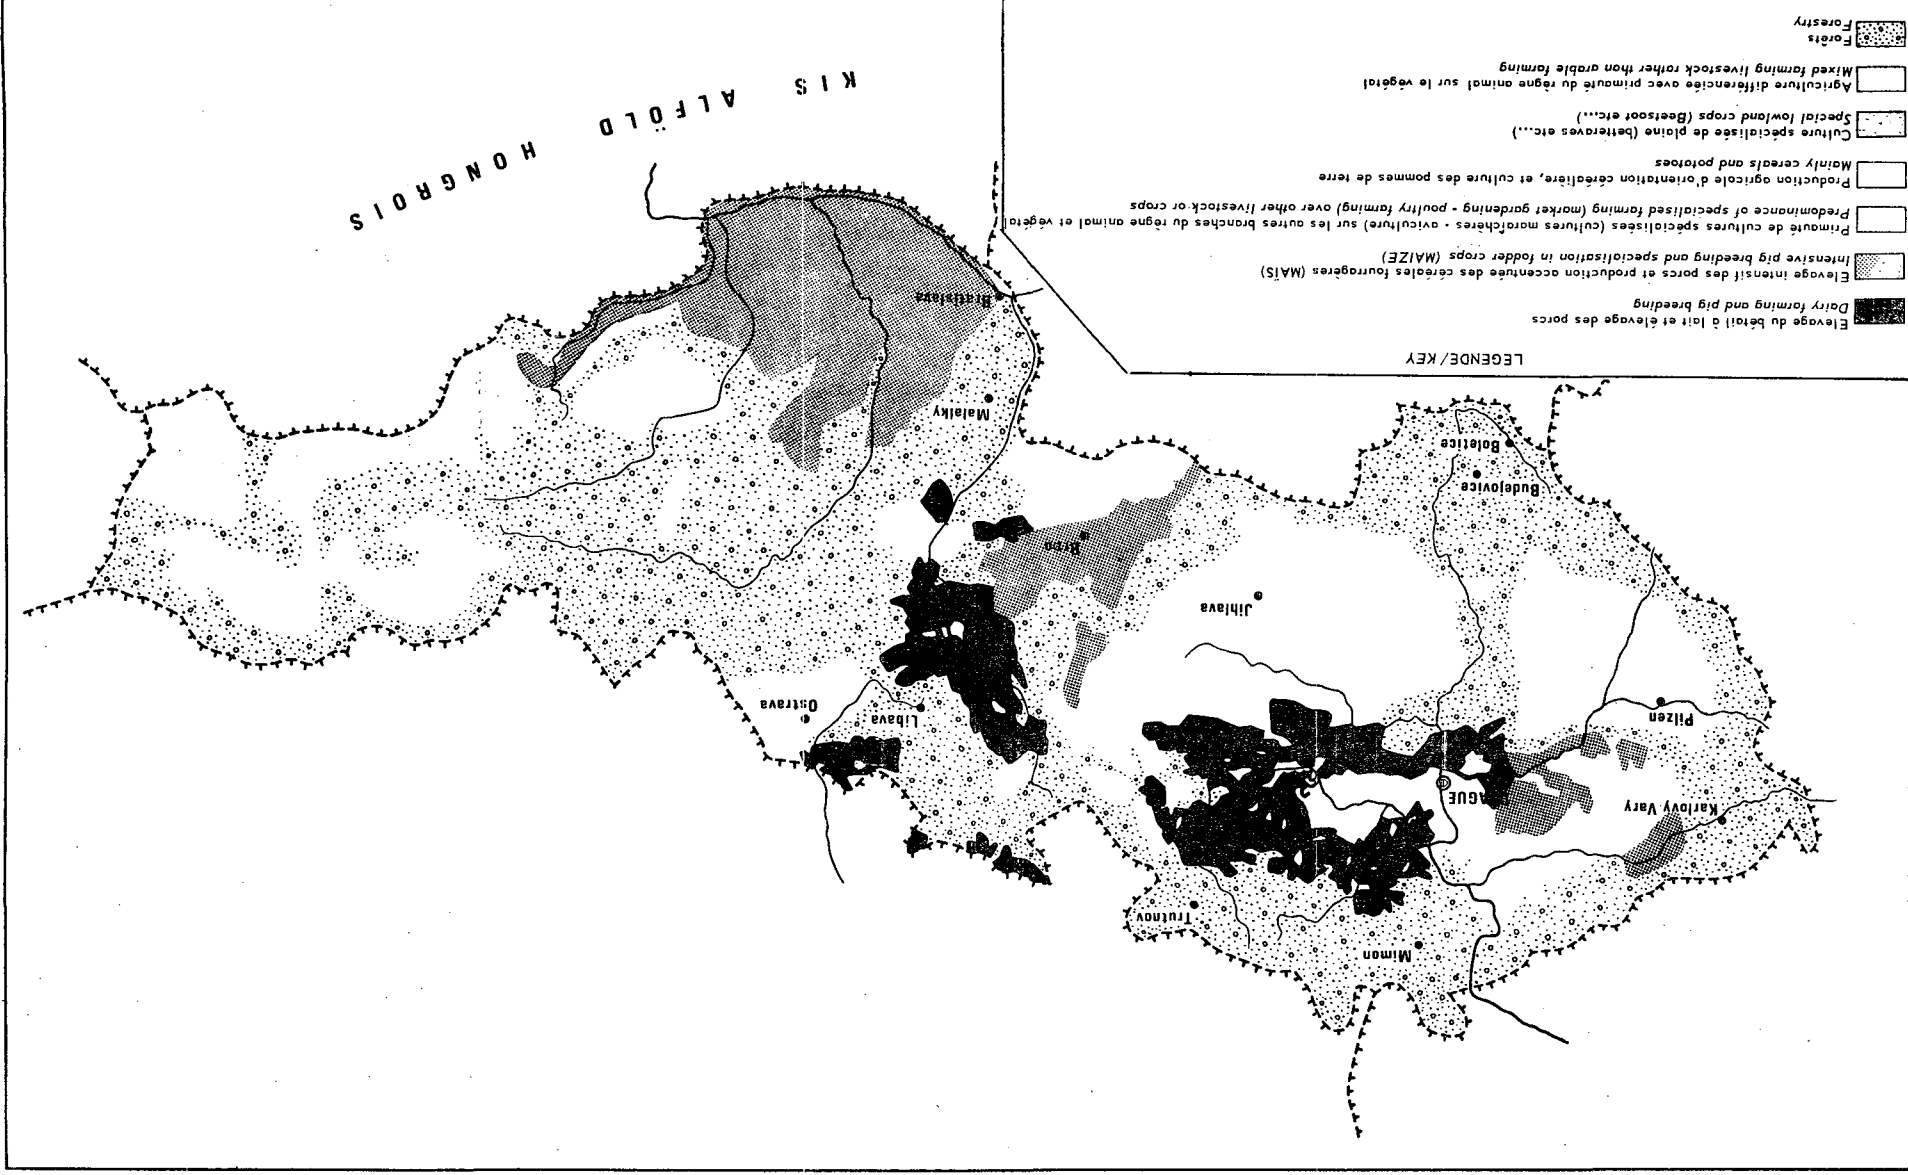 Mimon
Trutnov
Karlovy Vary
PRAGUE
Pilzen
Libava
Ostrava
Jihlava
Brno
Budejovice
Boletice
Malalky
Bratislava
KIS ALFÖLD HONGROIS
LEGENDE/KEY
Elevage du bétail à lait et élevage des porcs
Dairy farming and pig breeding
Elevage intensif des porcs et production accentuée des céréales fourragères (MAÏS)
Intensive pig breeding and specialisation in fodder crops (MAIZE)
Primauté de cultures spécialisées (cultures maraîchères - aviculture) sur les autres branches du règne animal et végétal
Predominance of specialised farming (market gardening - poultry farming) over other livestock or crops
Production agricole d'orientation céréalière, et culture des pommes de terre
Mainly cereals and potatoes
Culture spécialisée de plaine (betteraves etc...)
Special lowland crops (Beetsoot etc...)
Agriculture différenciée avec primauté du règne animal sur le végétal
Mixed farming livestock rather than arable farming
Forêts
Forestry